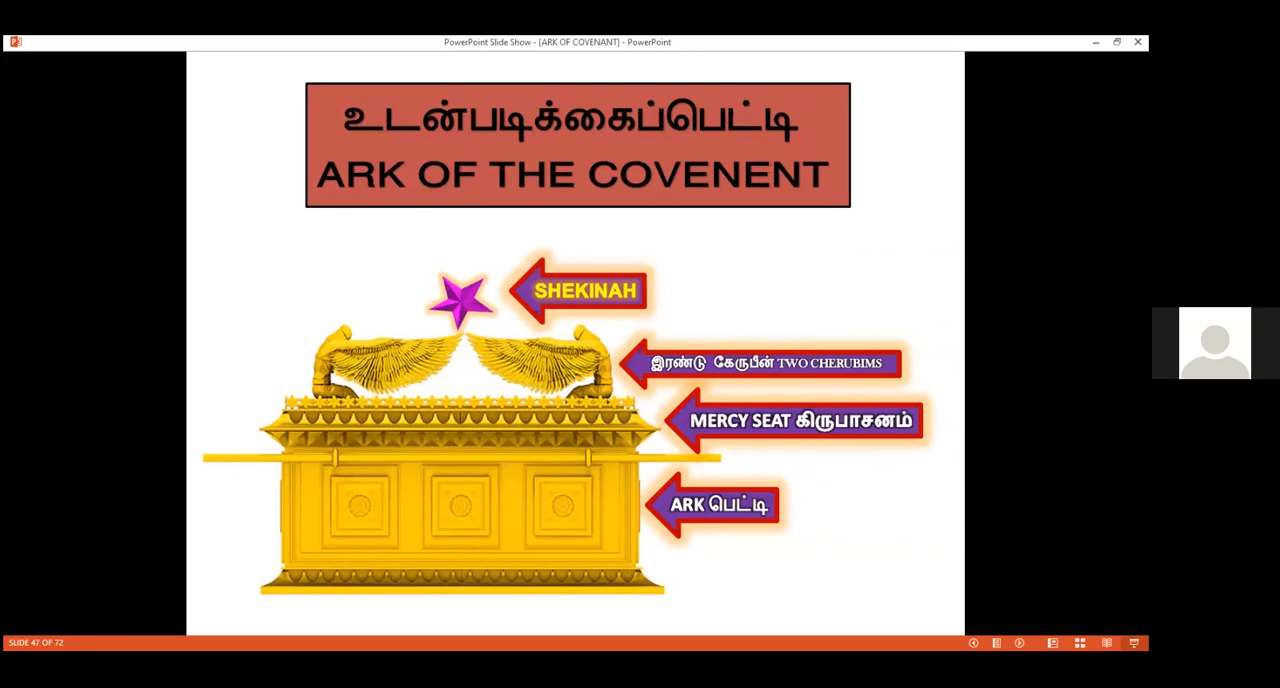 PowerPoint Slide Show - [ARK OF COVENANT] - PowerPoint
உடன்படிக்கைப்பெட்டி
ARK OF THE COVENENT
SHEKINAH
இரண்டு கேருபீன் TWO CHERUBIMS
MERCY SEAT கிருபாசனம்
ARK பெட்டி
SLIDE 47 OF 72